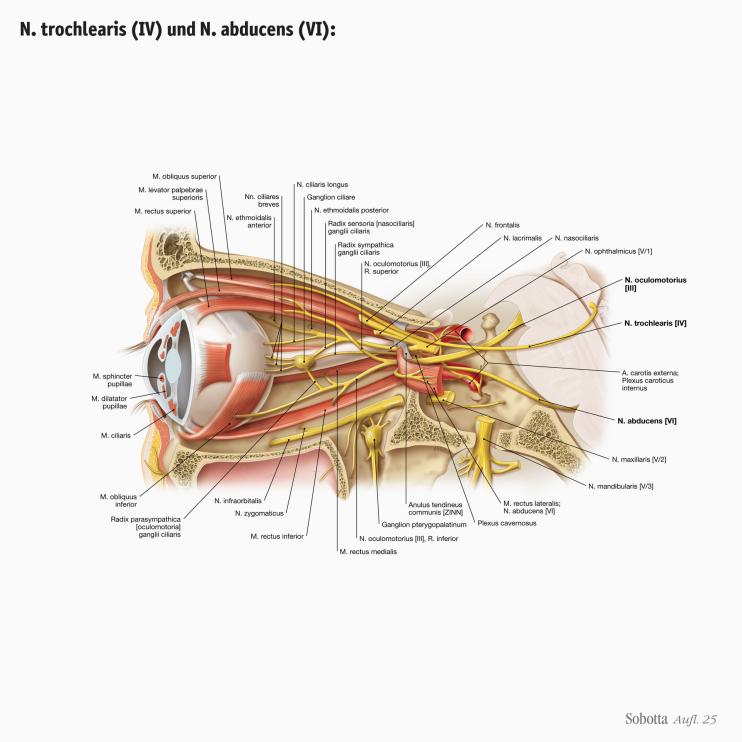 N. trochlearis (IV) und N. abducens (VI):
M. obliquus superior
M. levator palpebrae
superioris
M. rectus superior
Nn. ciliares
breves
N. ethmoidalis
anterior
N. ciliaris longus
Ganglion ciliare
N. ethmoidalis posterior
Radix sensoria [nasociliaris]
ganglii ciliaris
Radix sympathica
ganglii ciliaris
N. oculomotorius [III],
R. superior
N. frontalis
N. lacrimalis
N. nasociliaris
N. ophthalmicus [V/1]
N. oculomotorius
[III]
N. trochlearis [IV]
A. carotis externa;
Plexus caroticus
internus
N. abducens [VI]
N. maxillaris [V/2]
N. mandibularis [V/3]
M. sphincter
pupillae
M. dilatator
pupillae
M. ciliaris
M. obliquus
inferior
Radix parasympathica
[oculomotoria]
ganglii ciliaris
N. infraorbitalis
N. zygomaticus
M. rectus inferior
M. rectus medialis
N. oculomotorius [III], R. inferior
Ganglion pterygopalatinum
Anulus tendineus
communis [ZINN]
Plexus cavernosus
M. rectus lateralis;
N. abducens [VI]
Sobotta Aufl. 25